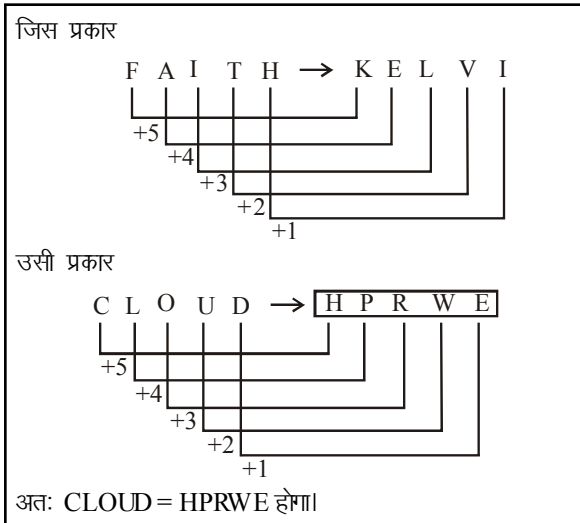 जिस प्रकार
F A I T H → K E L V I
+5
+4
+3
+2
+1
उसी प्रकार
C L O U D → H P R W E
+5
+4
+3
+2
+1
अतः CLOUD = HPRWE होगा।